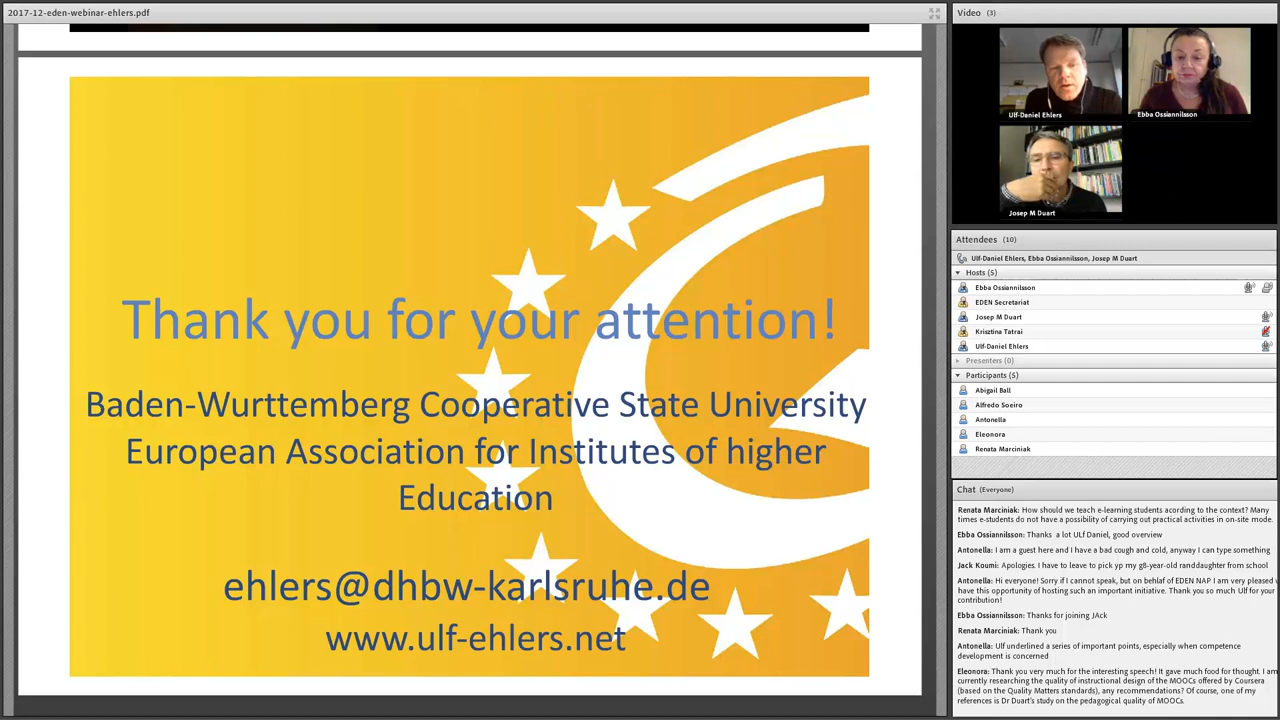 2017-12-eden-webinar-ehlers.pdf
Thank you for your attention!
Baden-Wurttemberg Cooperative State University
European Association for Institutes of higher
Education
ehlers@dhbw-karlsruhe.de
www.ulf-ehlers.net
Video (3)
Ulf-Daniel Ehlers
Ebba Ossiannilsson
Josep M Duart
Attendees (10)
Ulf-Daniel Ehlers, Ebba Ossiannilsson, Josep M Duart
Hosts (5)
Ebba Ossiannilsson
EDEN Secretariat
Josep M Duart
Krisztina Tatrai
Ulf-Daniel Ehlers
Presenters (0)
Participants (5)
Abigail Ball
Alfredo Soeiro
Antonella
Eleonora
Renata Marciniak
Chat (Everyone)
Renata Marciniak: How should we teach e-learning students acording to the context? Many
times e-students do not have a possibility of carrying out practical activities in on-site mode.
Ebba Ossiannilsson: Thanks a lot ULf Daniel, good overview
Antonella: I am a guest here and I have a bad cough and cold, anyway I can type something
Jack Koumi: Apologies. I have to leave to pick yp my g8-year-old randdaughter from school
Antonella: Hi everyone! Sorry if I cannot speak, but on behlaf of EDEN NAP I am very pleased
have this opportunity of hosting such an important initiative. Thank you so much Ulf for your
contribution!
Ebba Ossiannilsson: Thanks for joining JAck
Renata Marciniak: Thank you
Antonella: Ulf underlined a series of important points, especially when competence
development is concerned
Eleonora: Thank you very much for the interesting speech! It gave much food for thought. I am
currently researching the quality of instructional design of the MOOCs offered by Coursera
(based on the Quality Matters standards), any recommendations? Of course, one of my
references is Dr Duart's study on the pedagogical quality of MOOCs.